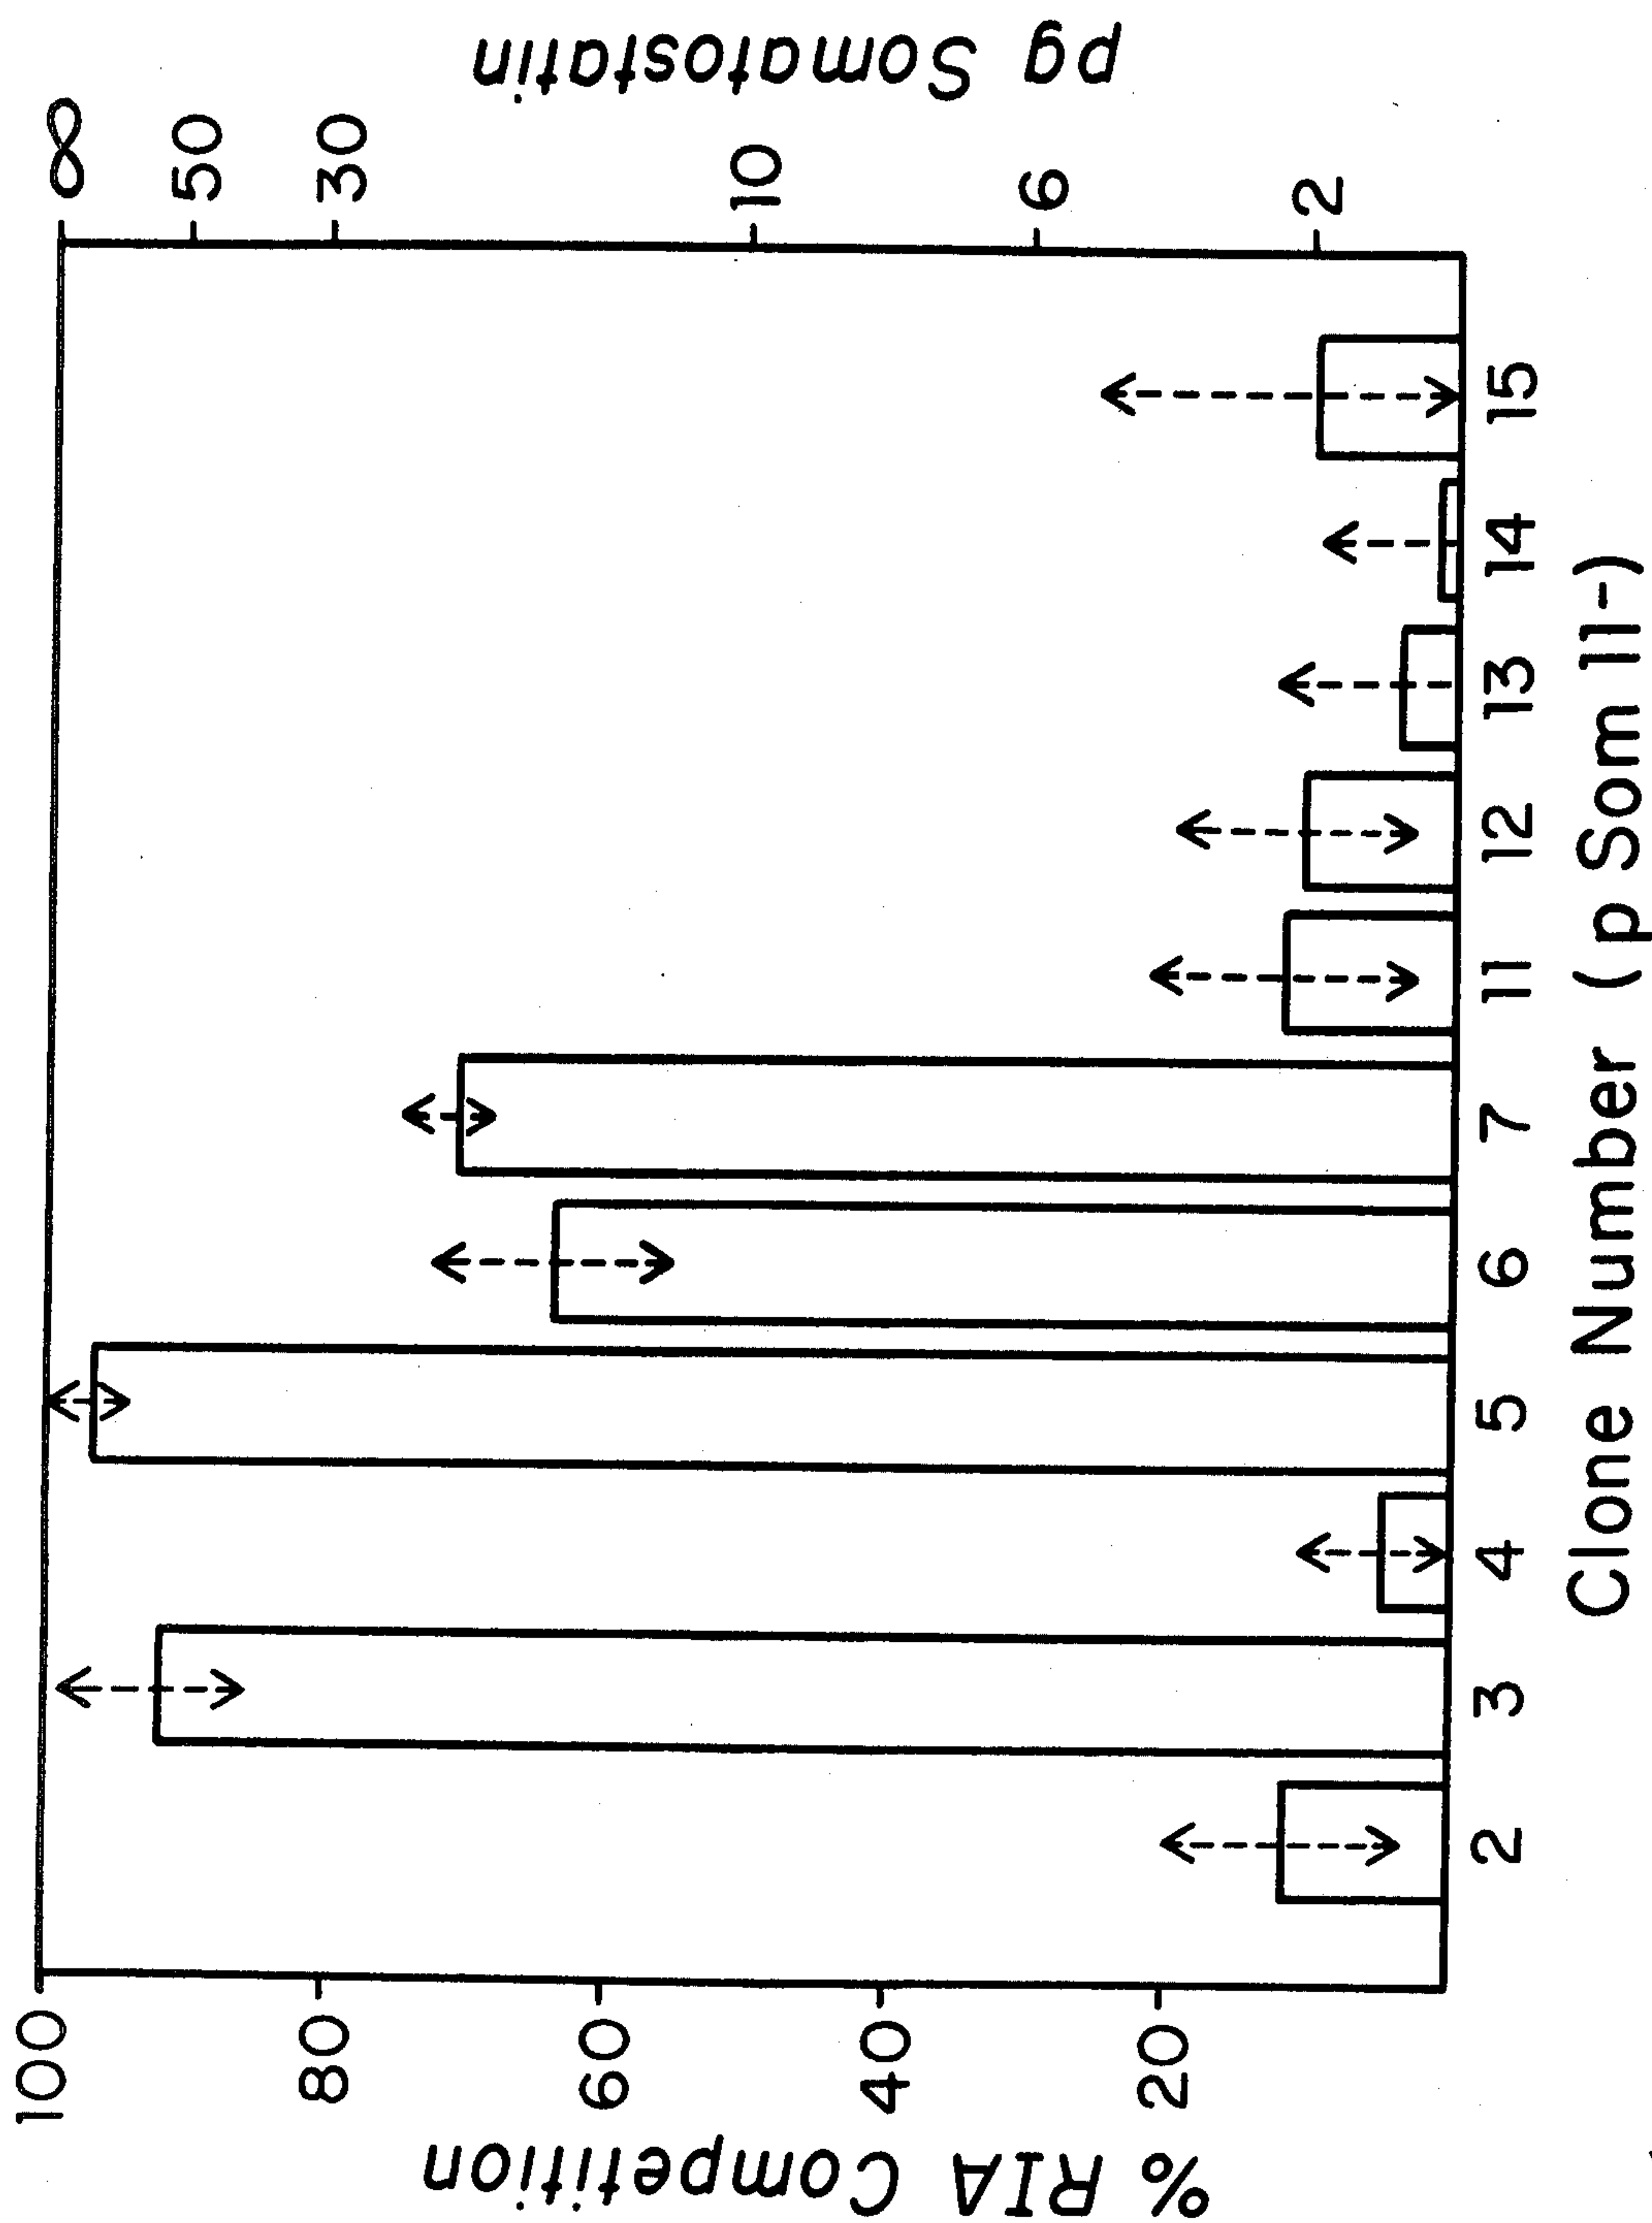 % RIA Competition
100
80
60
40
20
pg Somatostatin
∞
50
30
10
6
2
2 3 4 5 6 7 11 12 13 14 15
Clone Number (p Som 11-)